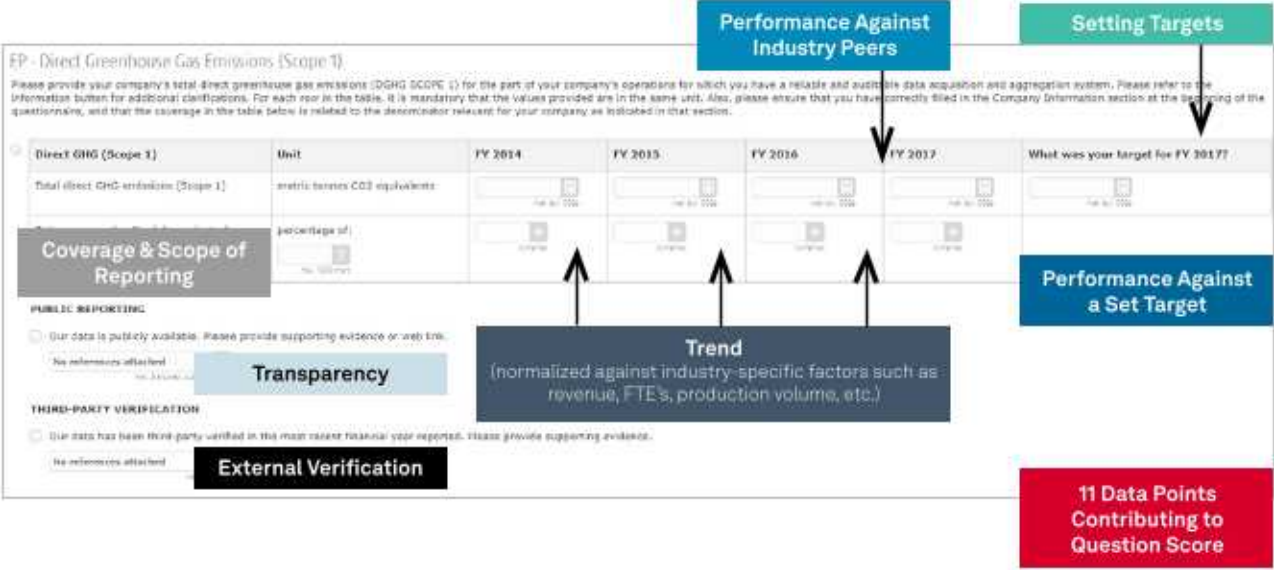 Performance Against
Industry Peers
Setting Targets
EP - Direct Greenhouse Gas Emissions (Scope 1)
Please provide your company's total direct greenhouse gas emissions (DGHG SCOPE 1) for the part of your company's operations for which you have a reliable and auditable data acquisition and aggregation system. Please refer to the
information button for additional clarifications. For each row in the table, it is mandatory that the values provided are in the same unit. Also, please ensure that you have correctly filled in the Company Information section at the beginning of the
questionnaire, and that the coverage in the table below is related to the denominator relevant for your company as indicated in that section.
Direct GHG (Scope 1) Unit FY 2014 FY 2015 FY 2016 FY 2017 What was your target for FY 2017?
Total direct GHG emissions (Scope 1) metric tonnes CO2 equivalents
percentage of:
Coverage & Scope of
Reporting
Performance Against
a Set Target
PUBLIC REPORTING
Our data is publicly available. Please provide supporting evidence or web link.
No references attached
Transparency
Trend
(normalized against industry-specific factors such as
revenue, FTE's, production volume, etc.)
THIRD-PARTY VERIFICATION
Our data has been third party verified in the most recent financial year reported. Please provide supporting evidence.
No references attached
External Verification
11 Data Points
Contributing to
Question Score